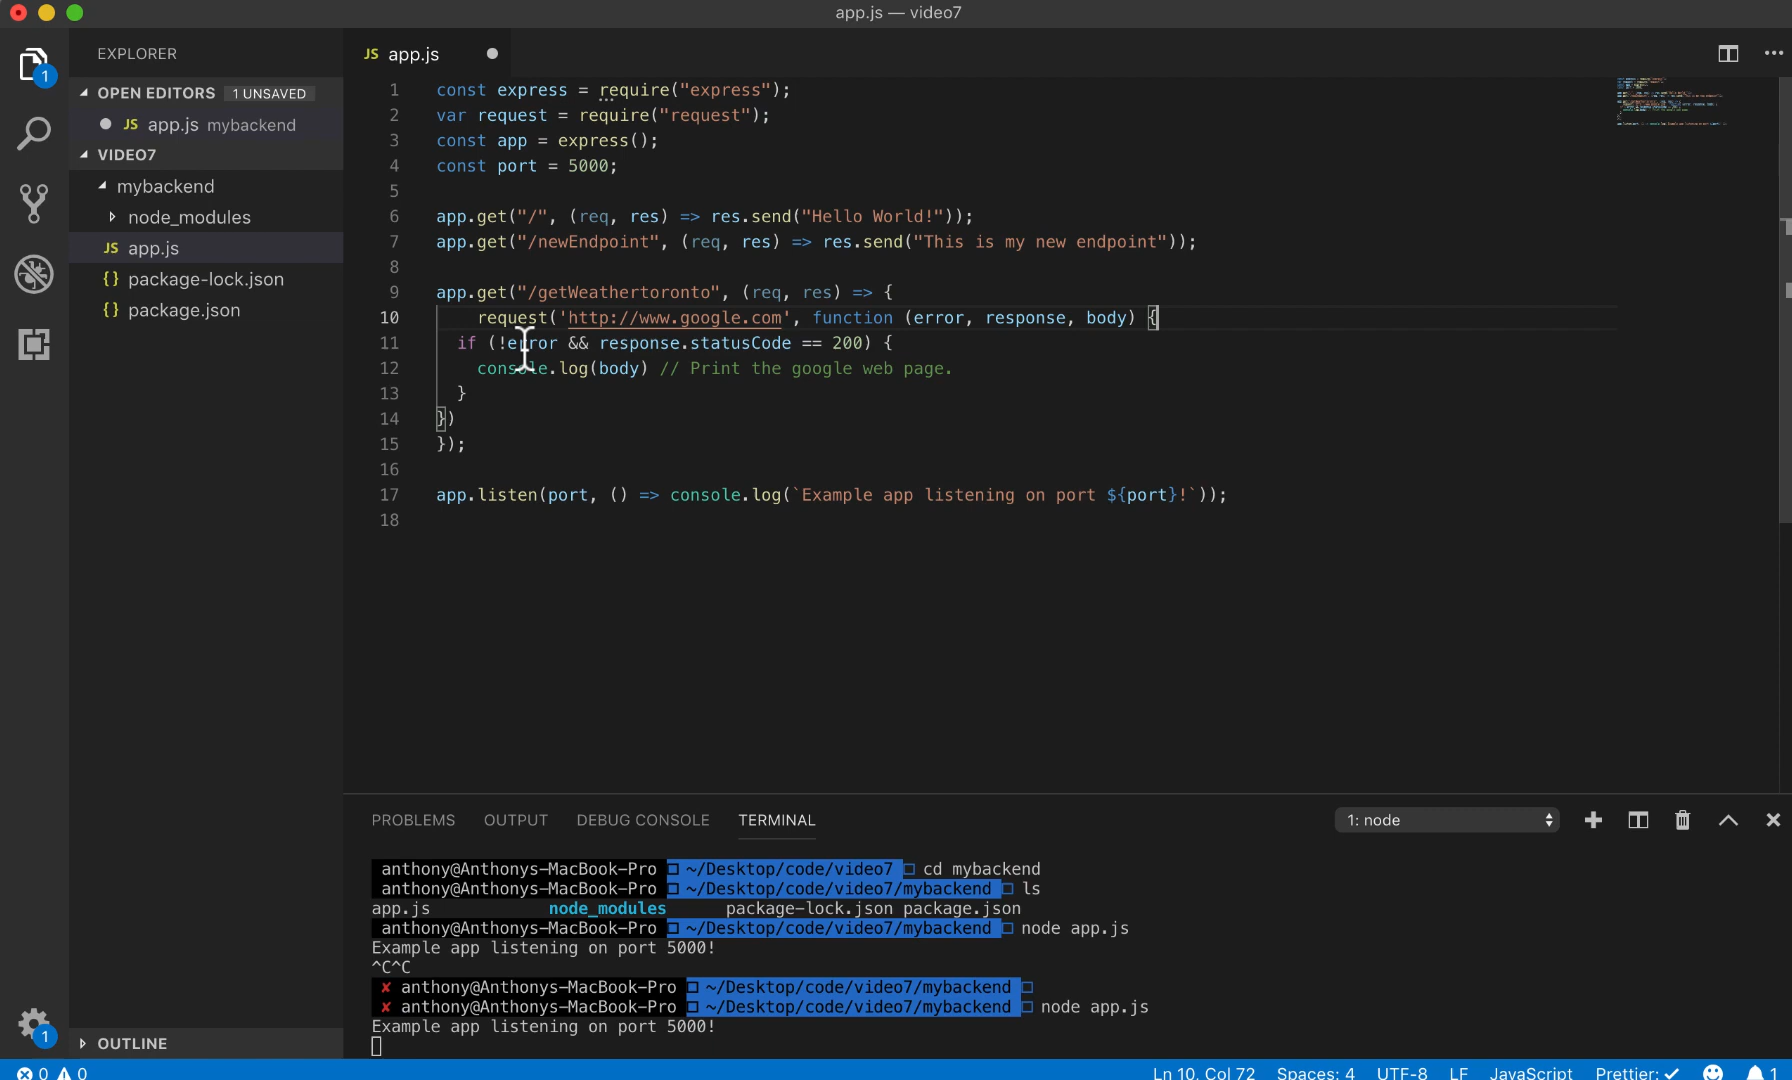 app.js — video7
EXPLORER
OPEN EDITORS 1 UNSAVED
JS app.js mybackend
VIDEO7
mybackend
node_modules
JS app.js
{} package-lock.json
{} package.json
OUTLINE
1
1
JS app.js
1 const express = require("express");
2 var request = require("request");
3 const app = express();
4 const port = 5000;
5
6 app.get("/", (req, res) => res.send("Hello World!"));
7 app.get("/newEndpoint", (req, res) => res.send("This is my new endpoint"));
8
9 app.get("/getWeathertoronto", (req, res) => {
10 request('http://www.google.com', function (error, response, body) {
11 if (!error && response.statusCode == 200) {
12 console.log(body) // Print the google web page.
13 }
14 })
15 });
16
17 app.listen(port, () => console.log(`Example app listening on port ${port}!`));
18
PROBLEMS OUTPUT DEBUG CONSOLE TERMINAL 1: node
anthony@Anthonys-MacBook-Pro ~/Desktop/code/video7 cd mybackend
anthony@Anthonys-MacBook-Pro ~/Desktop/code/video7/mybackend ls
app.js node_modules package-lock.json package.json
anthony@Anthonys-MacBook-Pro ~/Desktop/code/video7/mybackend node app.js
Example app listening on port 5000!
^C^C
✘ anthony@Anthonys-MacBook-Pro ~/Desktop/code/video7/mybackend
✘ anthony@Anthonys-MacBook-Pro ~/Desktop/code/video7/mybackend node app.js
Example app listening on port 5000!
0 0 Ln 10, Col 72 Spaces: 4 UTF-8 LF JavaScript Prettier: ✓ 1